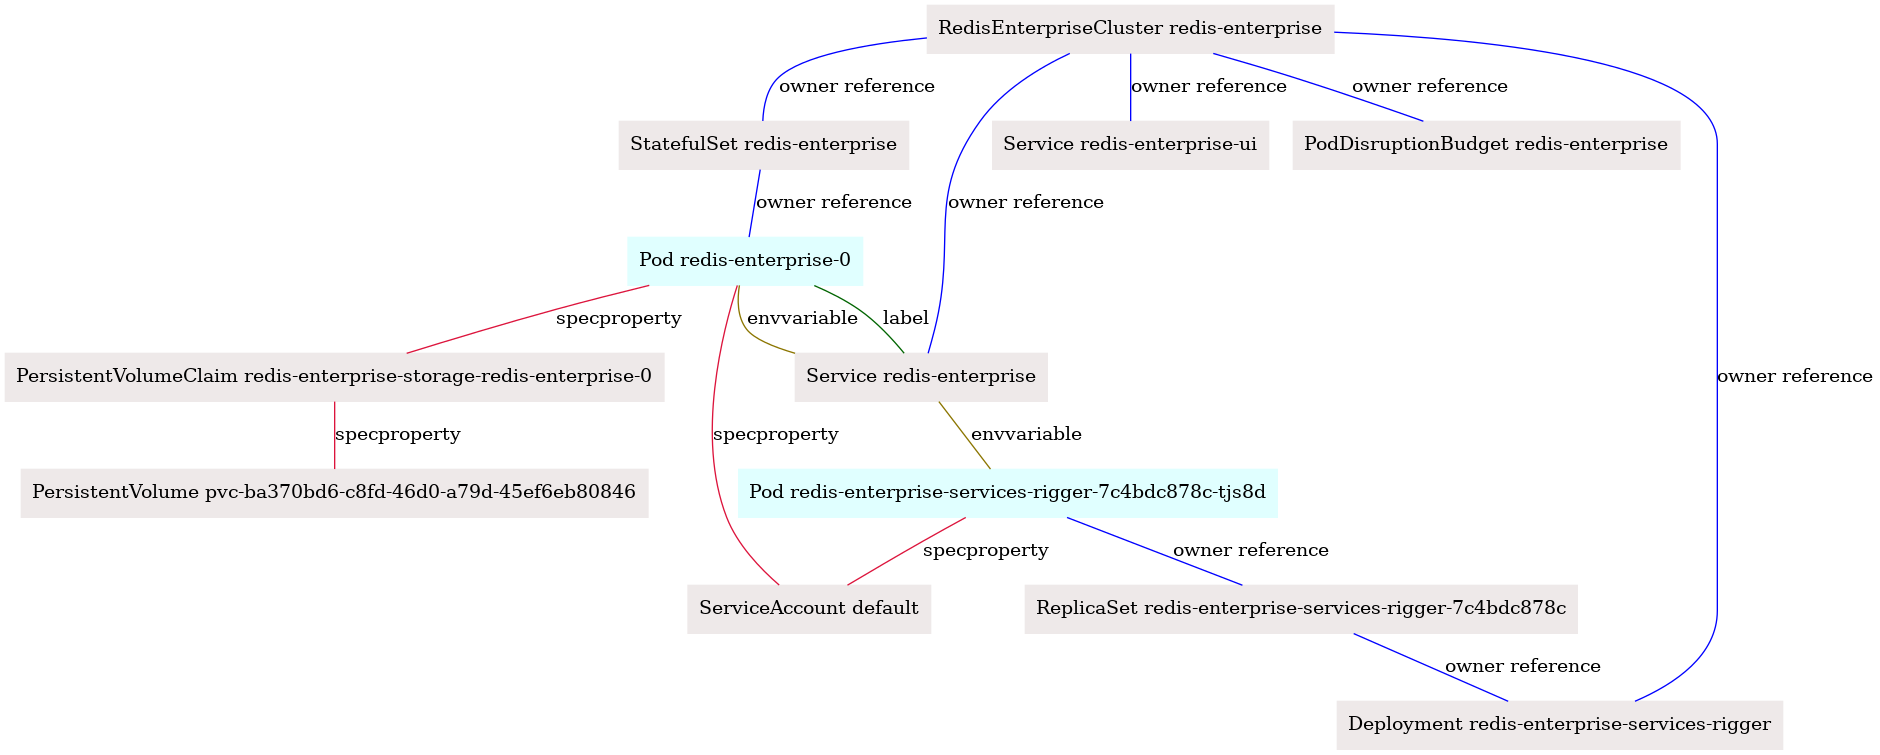 RedisEnterpriseCluster redis-enterprise
owner reference
owner reference
owner reference
StatefulSet redis-enterprise
Service redis-enterprise-ui
PodDisruptionBudget redis-enterprise
owner reference
owner reference
Pod redis-enterprise-0
specproperty
envvariable
label
PersistentVolumeClaim redis-enterprise-storage-redis-enterprise-0
Service redis-enterprise
owner reference
specproperty
specproperty
envvariable
PersistentVolume pvc-ba370bd6-c8fd-46d0-a79d-45ef6eb80846
Pod redis-enterprise-services-rigger-7c4bdc878c-tjs8d
specproperty
owner reference
ServiceAccount default
ReplicaSet redis-enterprise-services-rigger-7c4bdc878c
owner reference
Deployment redis-enterprise-services-rigger